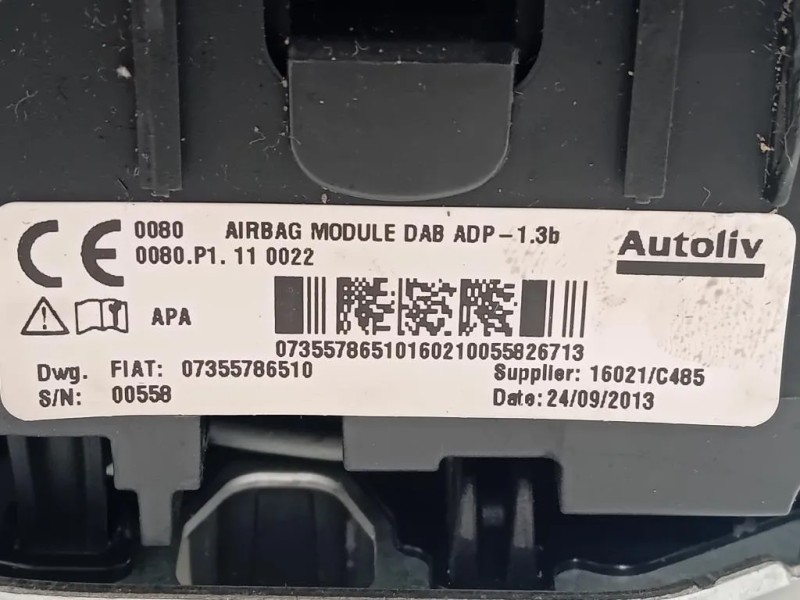 CE 0080 AIRBAG MODULE DAB ADP-1.3b
0080.P1. 11 0022
Autoliv
APA
07355786510160210055826713
Dwg. FIAT: 07355786510
S/N: 00558
Supplier: 16021/C485
Date: 24/09/2013